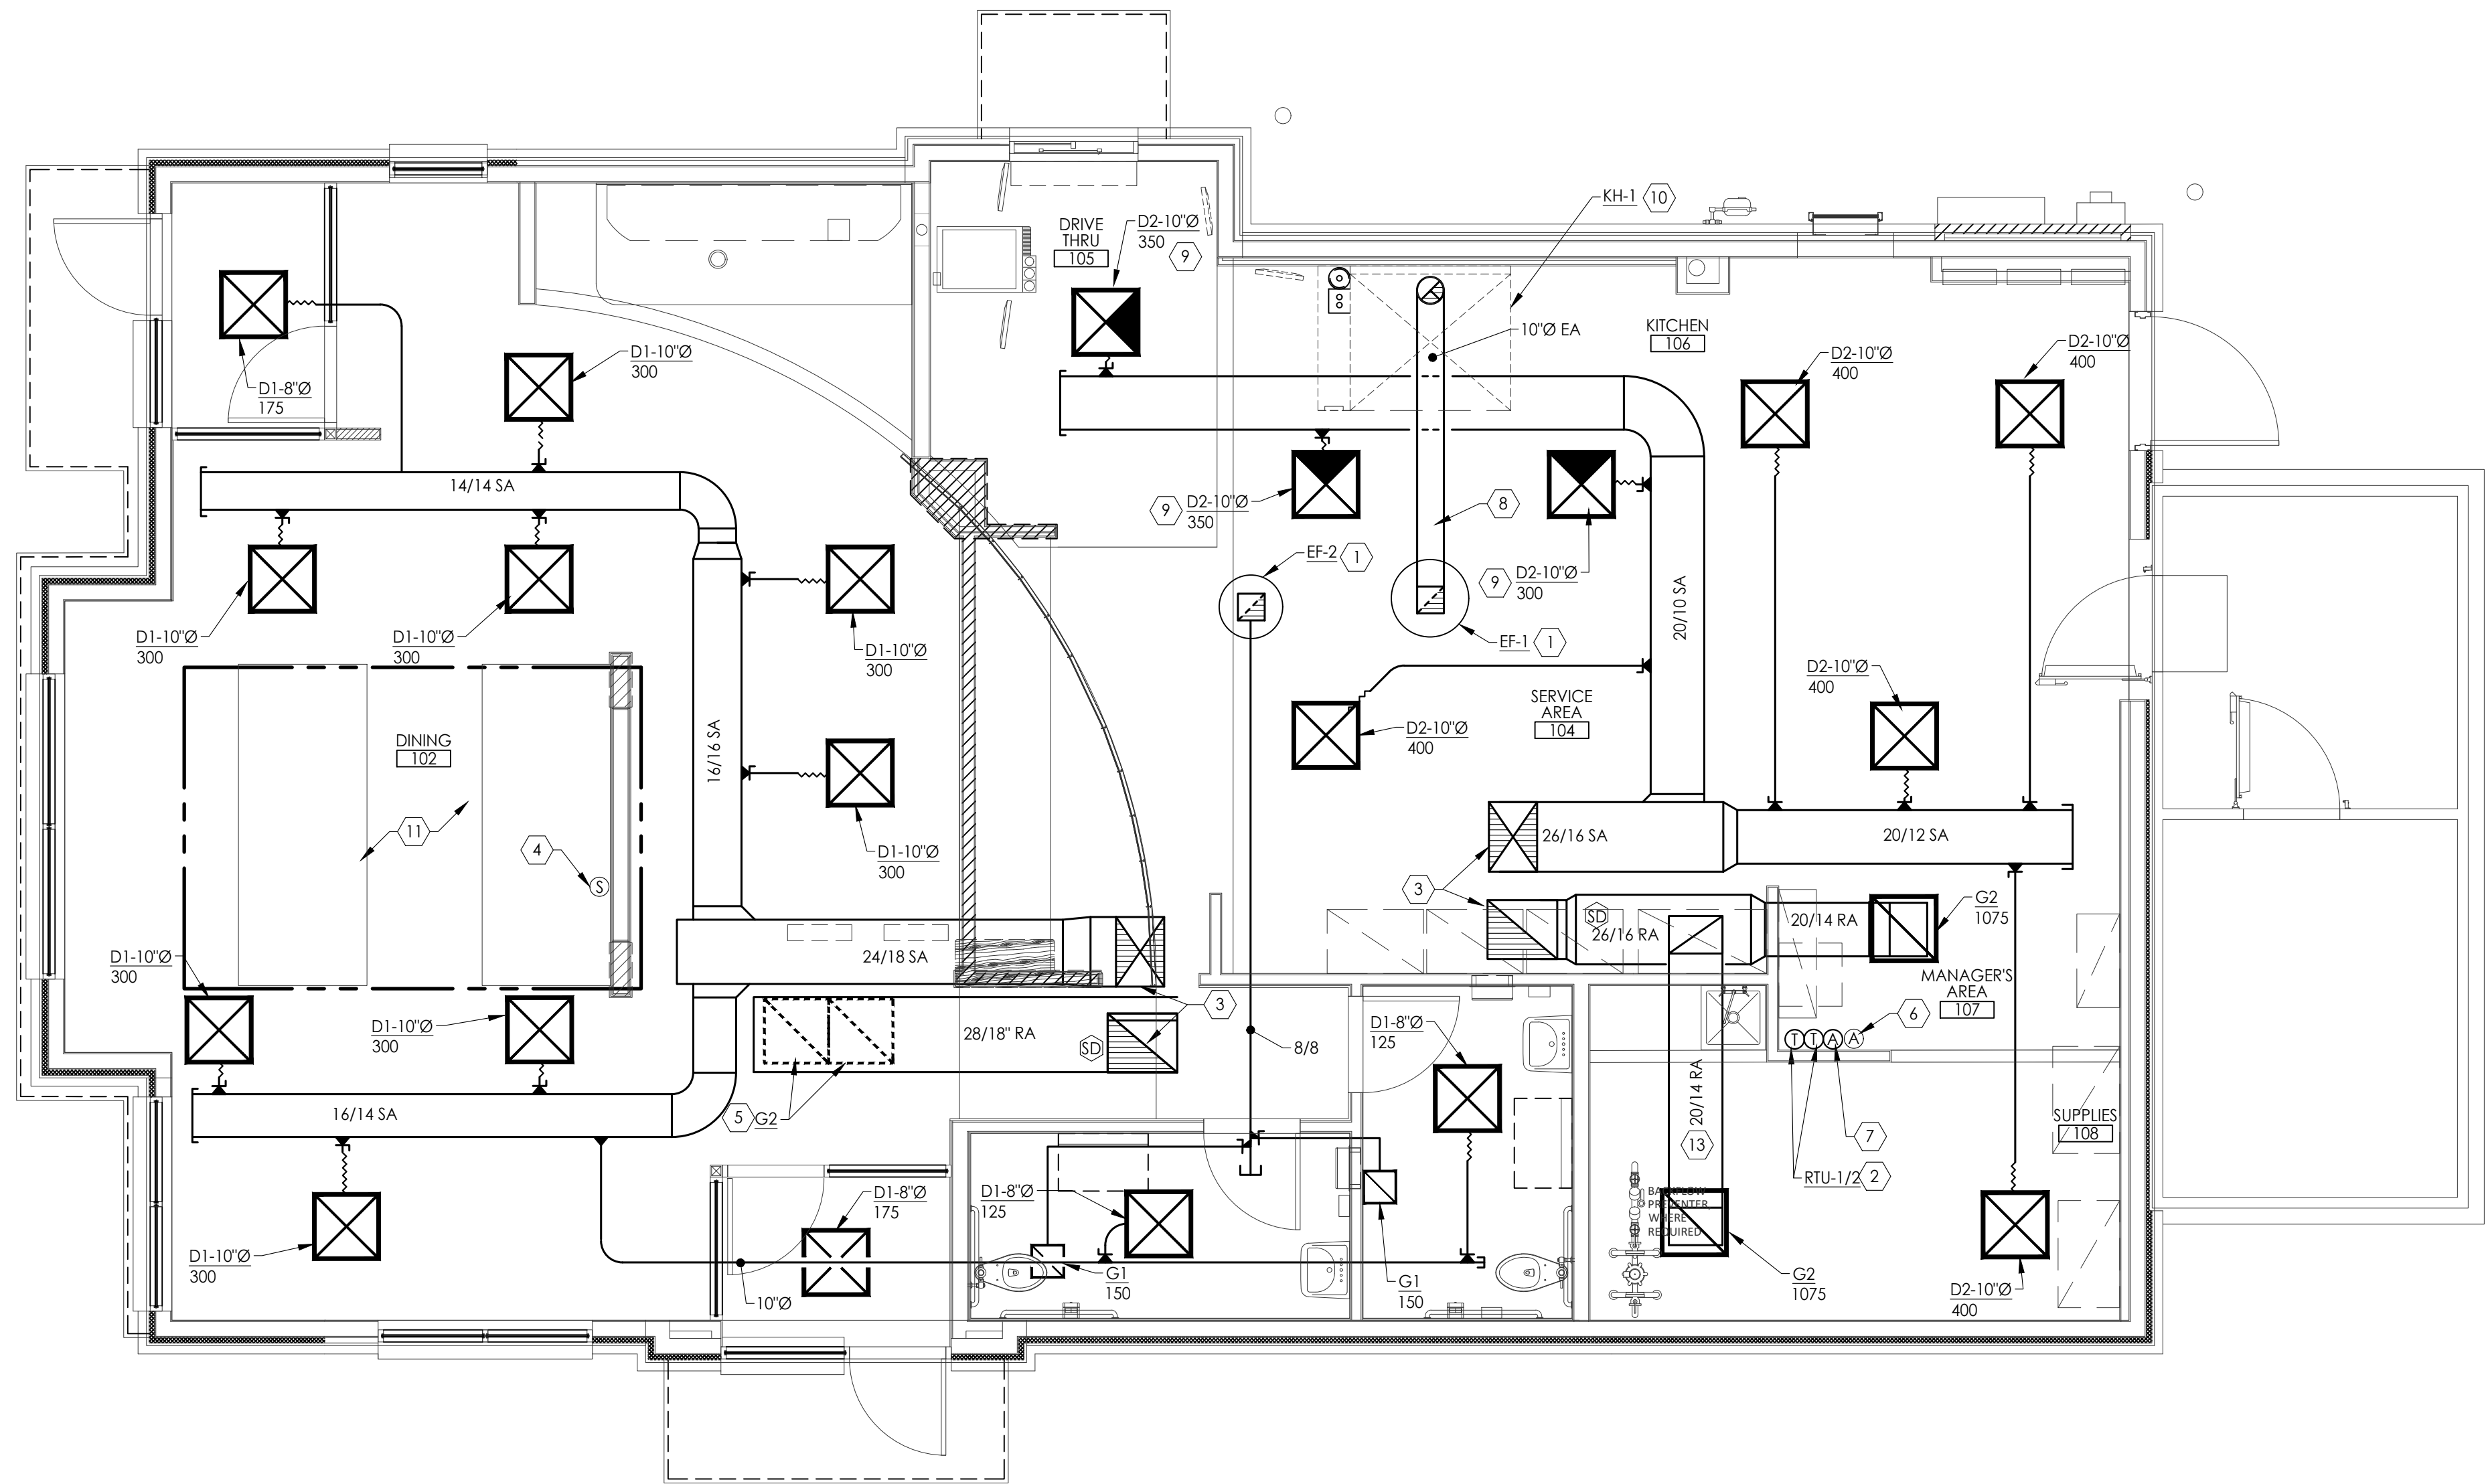 KH-1
10
DRIVE
THRU
105
D2-10"Ø
350
9
10"Ø EA
KITCHEN
106
D2-10"Ø
400
D2-10"Ø
400
D1-10"Ø
300
D1-8"Ø
175
14/14 SA
9
D2-10"Ø
350
8
EF-2
1
9
D2-10"Ø
300
20/10 SA
D1-10"Ø
300
D1-10"Ø
300
D1-10"Ø
300
EF-1
1
D2-10"Ø
400
SERVICE
AREA
104
D2-10"Ø
400
DINING
102
16/16 SA
11
4
S
D1-10"Ø
300
26/16 SA
20/12 SA
3
SD
26/16 RA
20/14 RA
G2
1075
D1-10"Ø
300
24/18 SA
MANAGER'S
AREA
107
3
D1-10"Ø
300
28/18" RA
SD
8/8
D1-8"Ø
125
T
T
A
A
6
20/14 RA
13
16/14 SA
5
G2
SUPPLIES
108
7
RTU-1/2
2
D1-8"Ø
175
D1-8"Ø
125
BACKFLOW
PREVENTER,
WHERE
REQUIRED
D1-10"Ø
300
10"Ø
G1
150
G1
150
G2
1075
D2-10"Ø
400